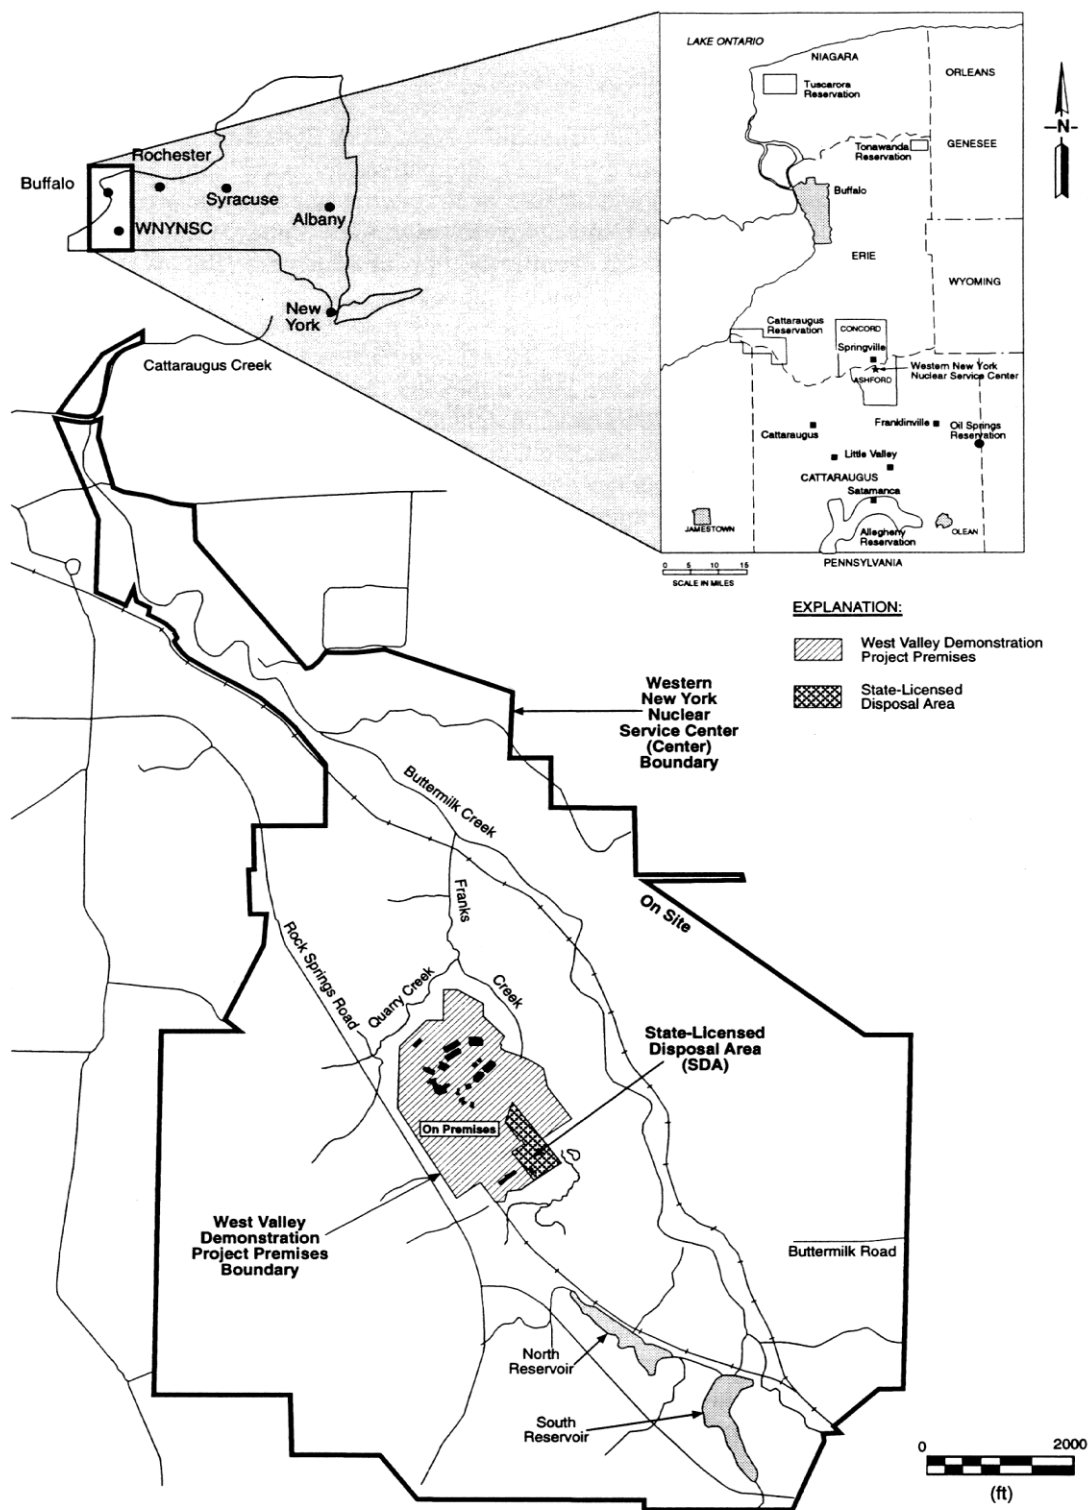 LAKE ONTARIO
NIAGARA
ORLEANS
Tuscarora
Reservation
N
Tonawanda
Reservation
GENESEE
Rochester
Buffalo
Syracuse
Albany
WNYNSC
New
York
Buffalo
ERIE
WYOMING
Cattaraugus
Reservation
CONCORD
Springville
Western New York
Nuclear Service Center
ASHFORD
Cattaraugus
Franklinville
Oil Springs
Reservation
Little Valley
CATTARAUGUS
Satamanca
JAMESTOWN
Allegheny
Reservation
OLEAN
PENNSYLVANIA
0 5 10 15
SCALE IN MILES
EXPLANATION:
West Valley Demonstration
Project Premises
State-Licensed
Disposal Area
Cattaraugus Creek
Western
New York
Nuclear
Service Center
(Center)
Boundary
Buttermilk Creek
Franks
Creek
On Site
Rock Springs Road
Quarry Creek
State-Licensed
Disposal Area
(SDA)
On Premises
West Valley
Demonstration
Project Premises
Boundary
Buttermilk Road
North
Reservoir
South
Reservoir
0 2000
(ft)